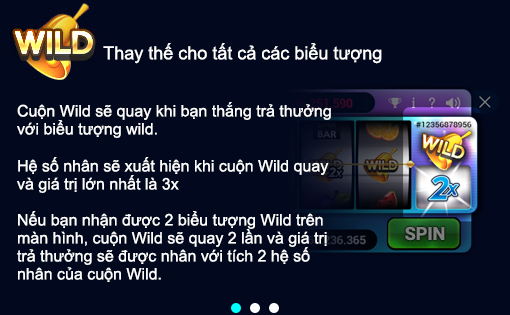 WILD
Thay thế cho tất cả các biểu tượng
Cuộn Wild sẽ quay khi bạn thắng trả thưởng
với biểu tượng wild.
Hệ số nhân sẽ xuất hiện khi cuộn Wild quay
và giá trị lớn nhất là 3x
Nếu bạn nhận được 2 biểu tượng Wild trên
màn hình, cuộn Wild sẽ quay 2 lần và giá trị
trả thưởng sẽ được nhân với tích 2 hệ số
nhân của cuộn Wild.
.590
i ?
#12356878956
BAR
WILD
WILD
2x
236.365
SPIN